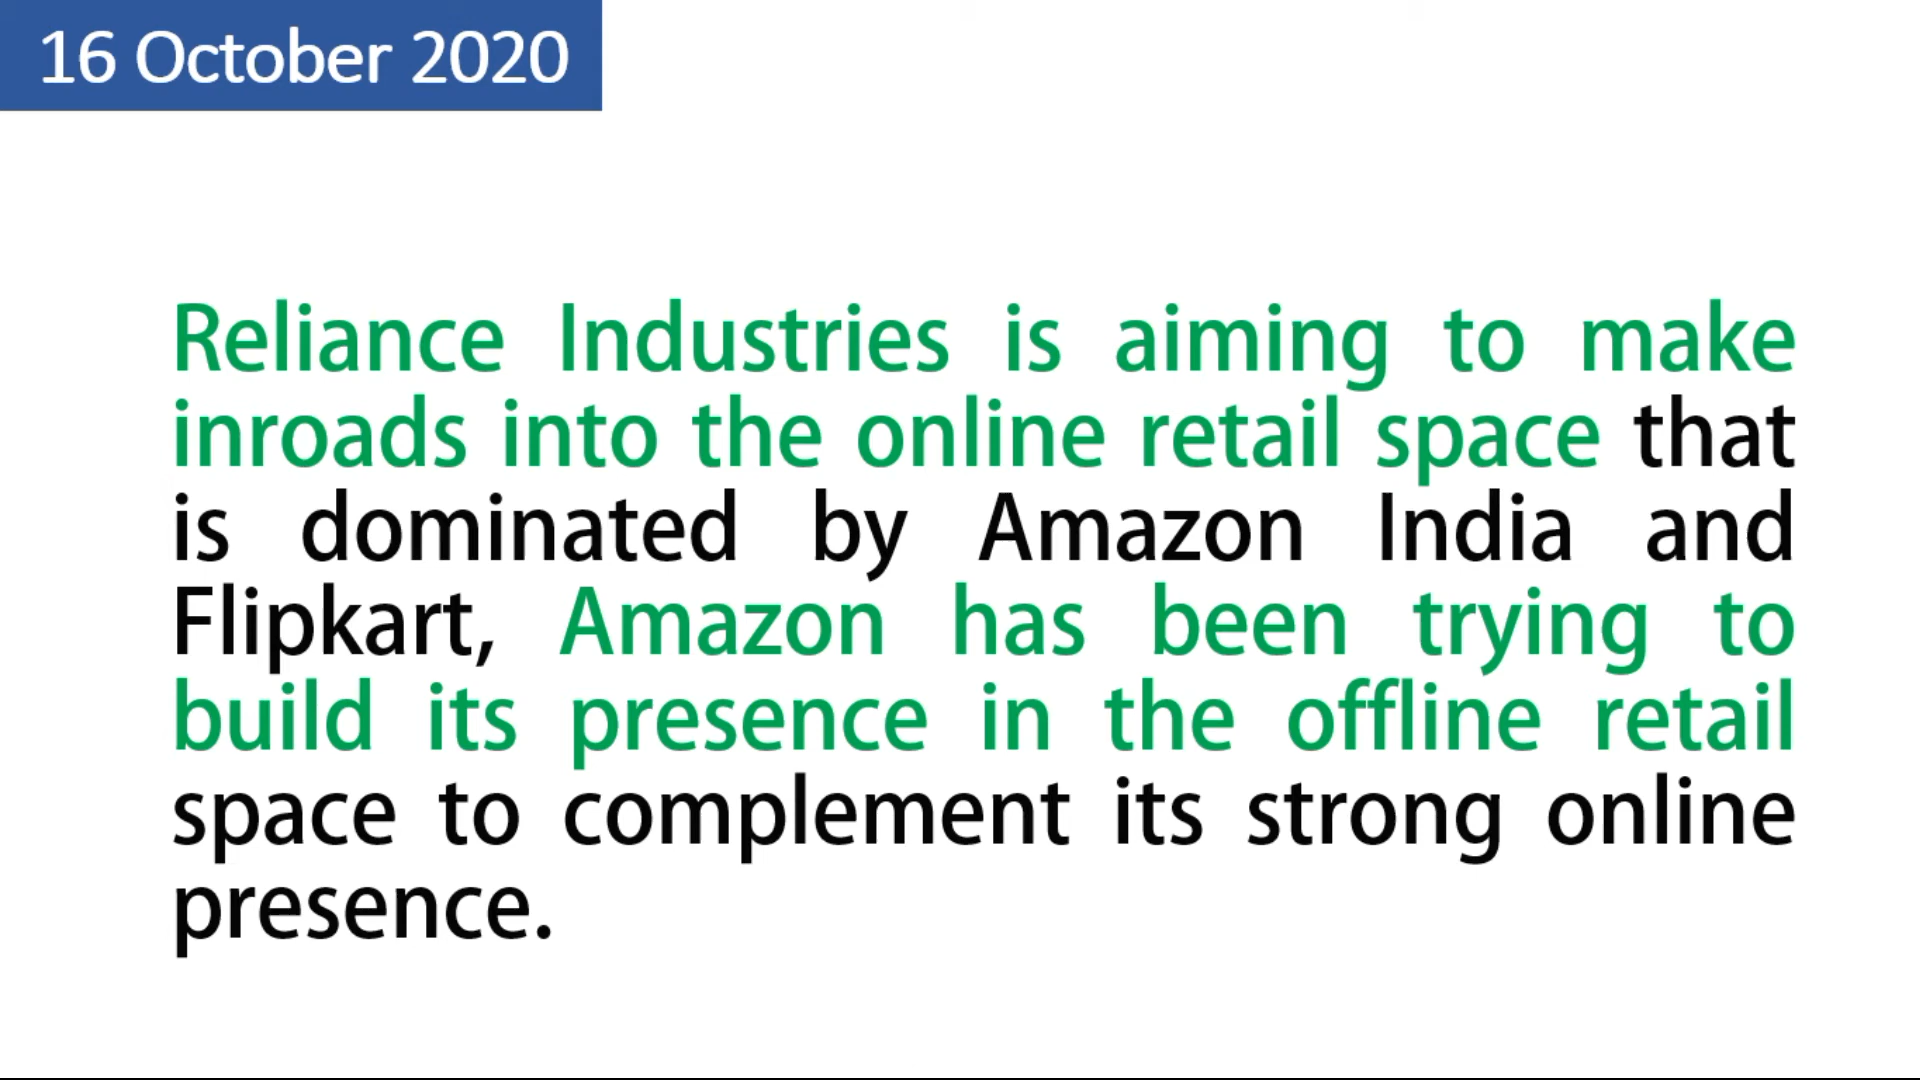 16 October 2020
Reliance Industries is aiming to make
inroads into the online retail space that
is dominated by Amazon India and
Flipkart, Amazon has been trying to
build its presence in the offline retail
space to complement its strong online
presence.